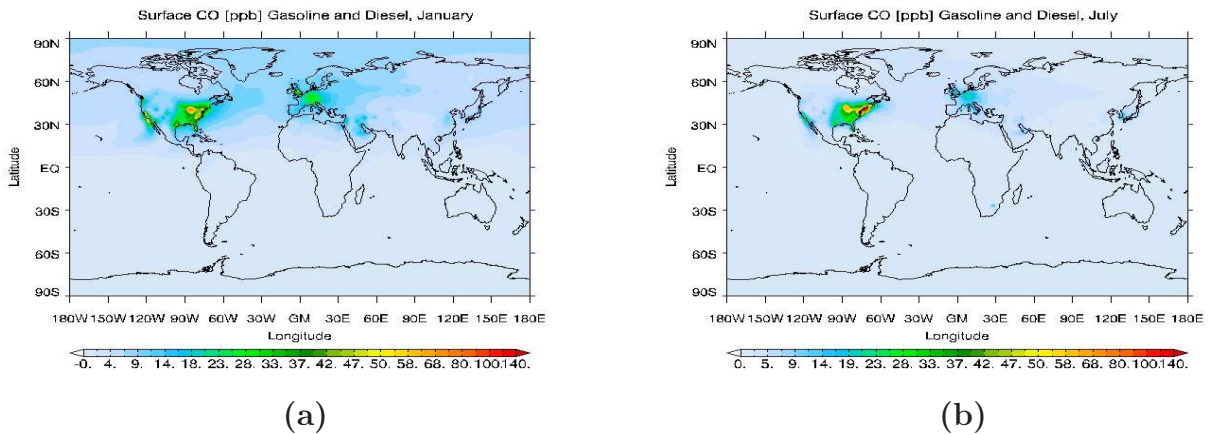 Surface CO [ppb] Gasoline and Diesel, January
90N
60N
30N
EQ
30S
60S
90S
Latitude
180W 150W 120W 90W 60W 30W GM 30E 60E 90E 120E 150E 180E
Longitude
-0. 4. 9. 14. 19. 23. 28. 33. 37. 42. 47. 50. 58. 68. 80. 100. 140.
(a)
Surface CO [ppb] Gasoline and Diesel, July
90N
60N
30N
EQ
30S
60S
90S
Latitude
180W 150W 120W 90W 60W 30W GM 30E 60E 90E 120E 150E 180E
Longitude
0. 5. 9. 14. 19. 23. 28. 33. 37. 42. 47. 50. 58. 68. 80. 100. 140.
(b)